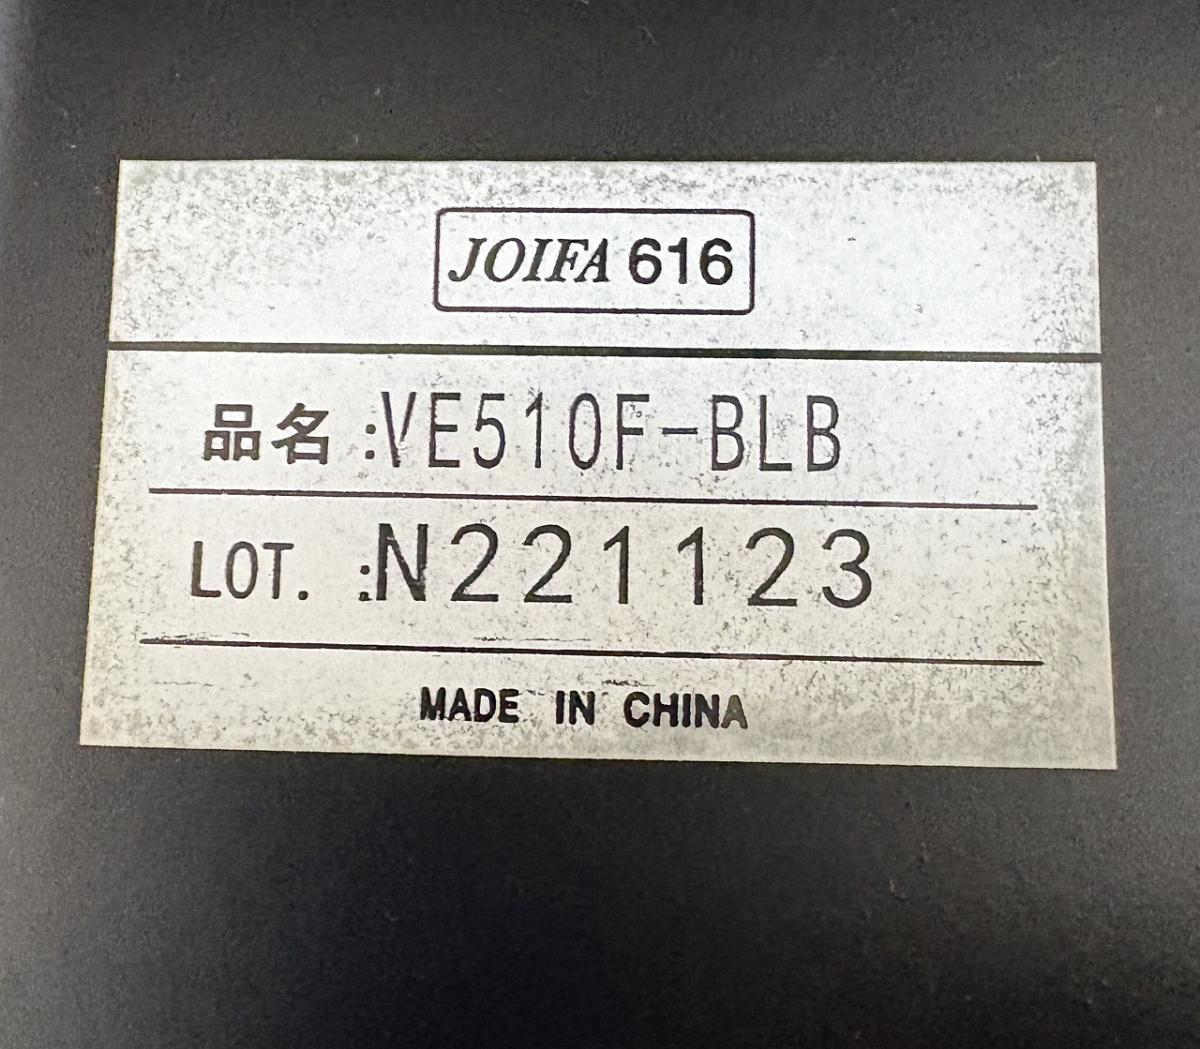 JOIFA 616
品名 :VE510F-BLB
LOT. :N221123
MADE IN CHINA